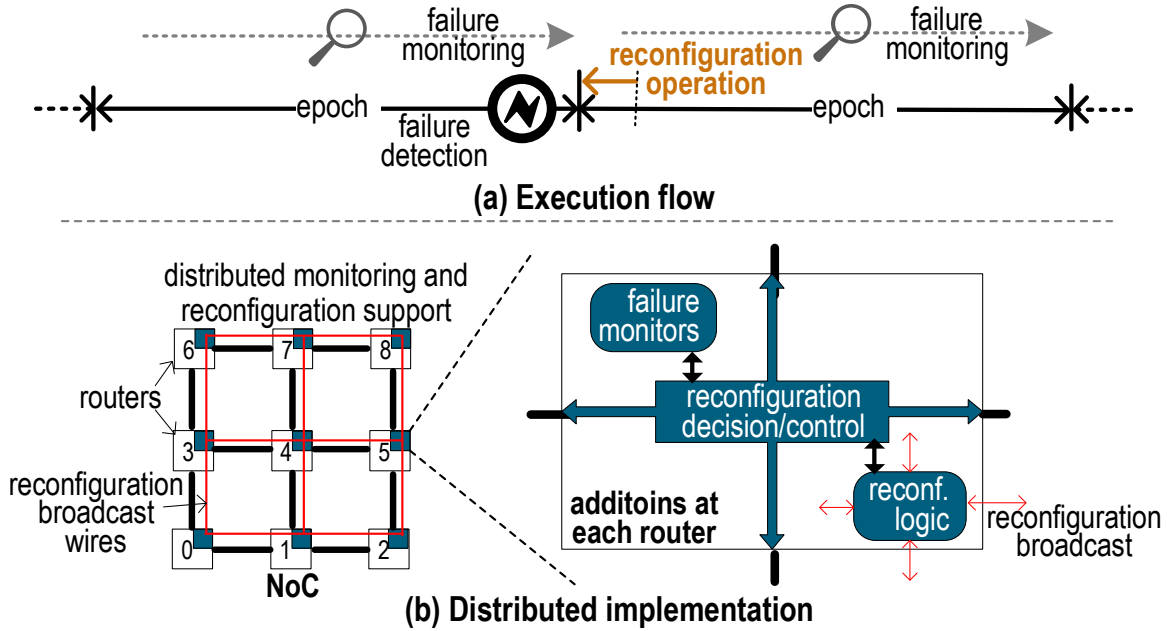 failure
monitoring
failure
monitoring
reconfiguration
operation
epoch
epoch
failure
detection
(a) Execution flow
distributed monitoring and
reconfiguration support
6
7
8
routers
3
4
5
reconfiguration
broadcast
wires
0
1
2
NoC
failure
monitors
reconfiguration
decision/control
additoins at
each router
reconf.
logic
reconfiguration
broadcast
(b) Distributed implementation